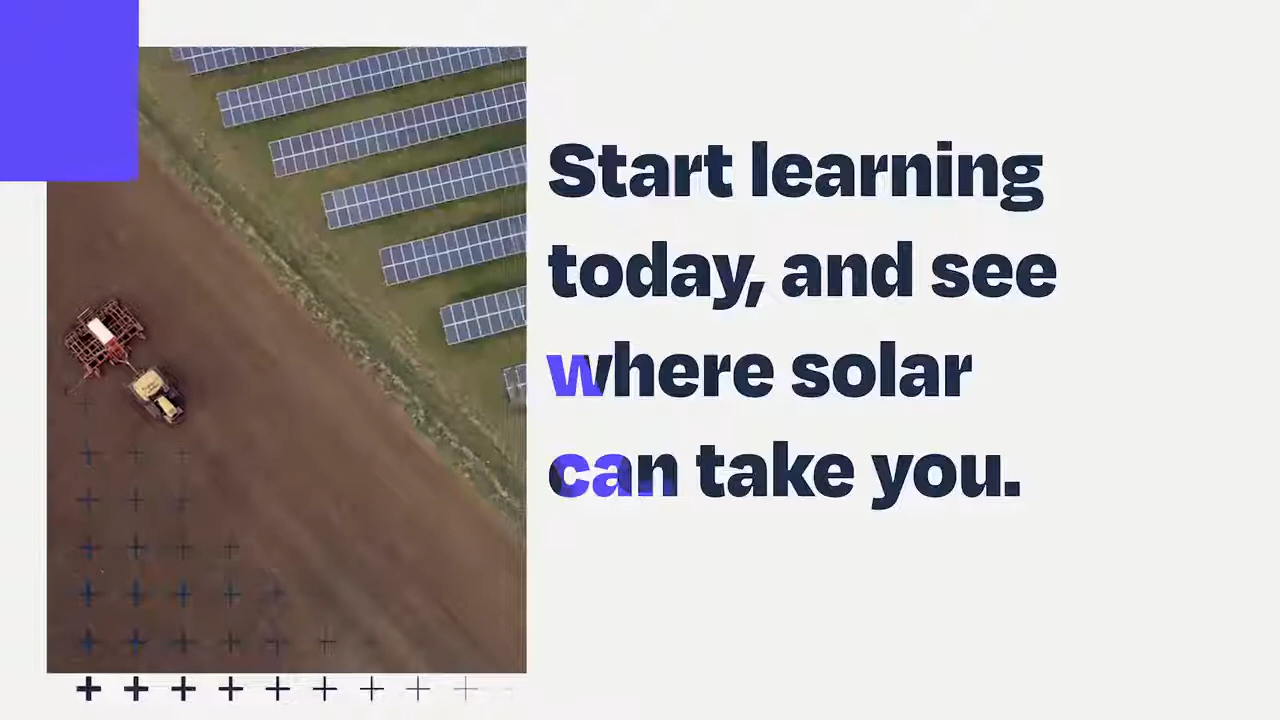 Start learning
today, and see
where solar
can take you.